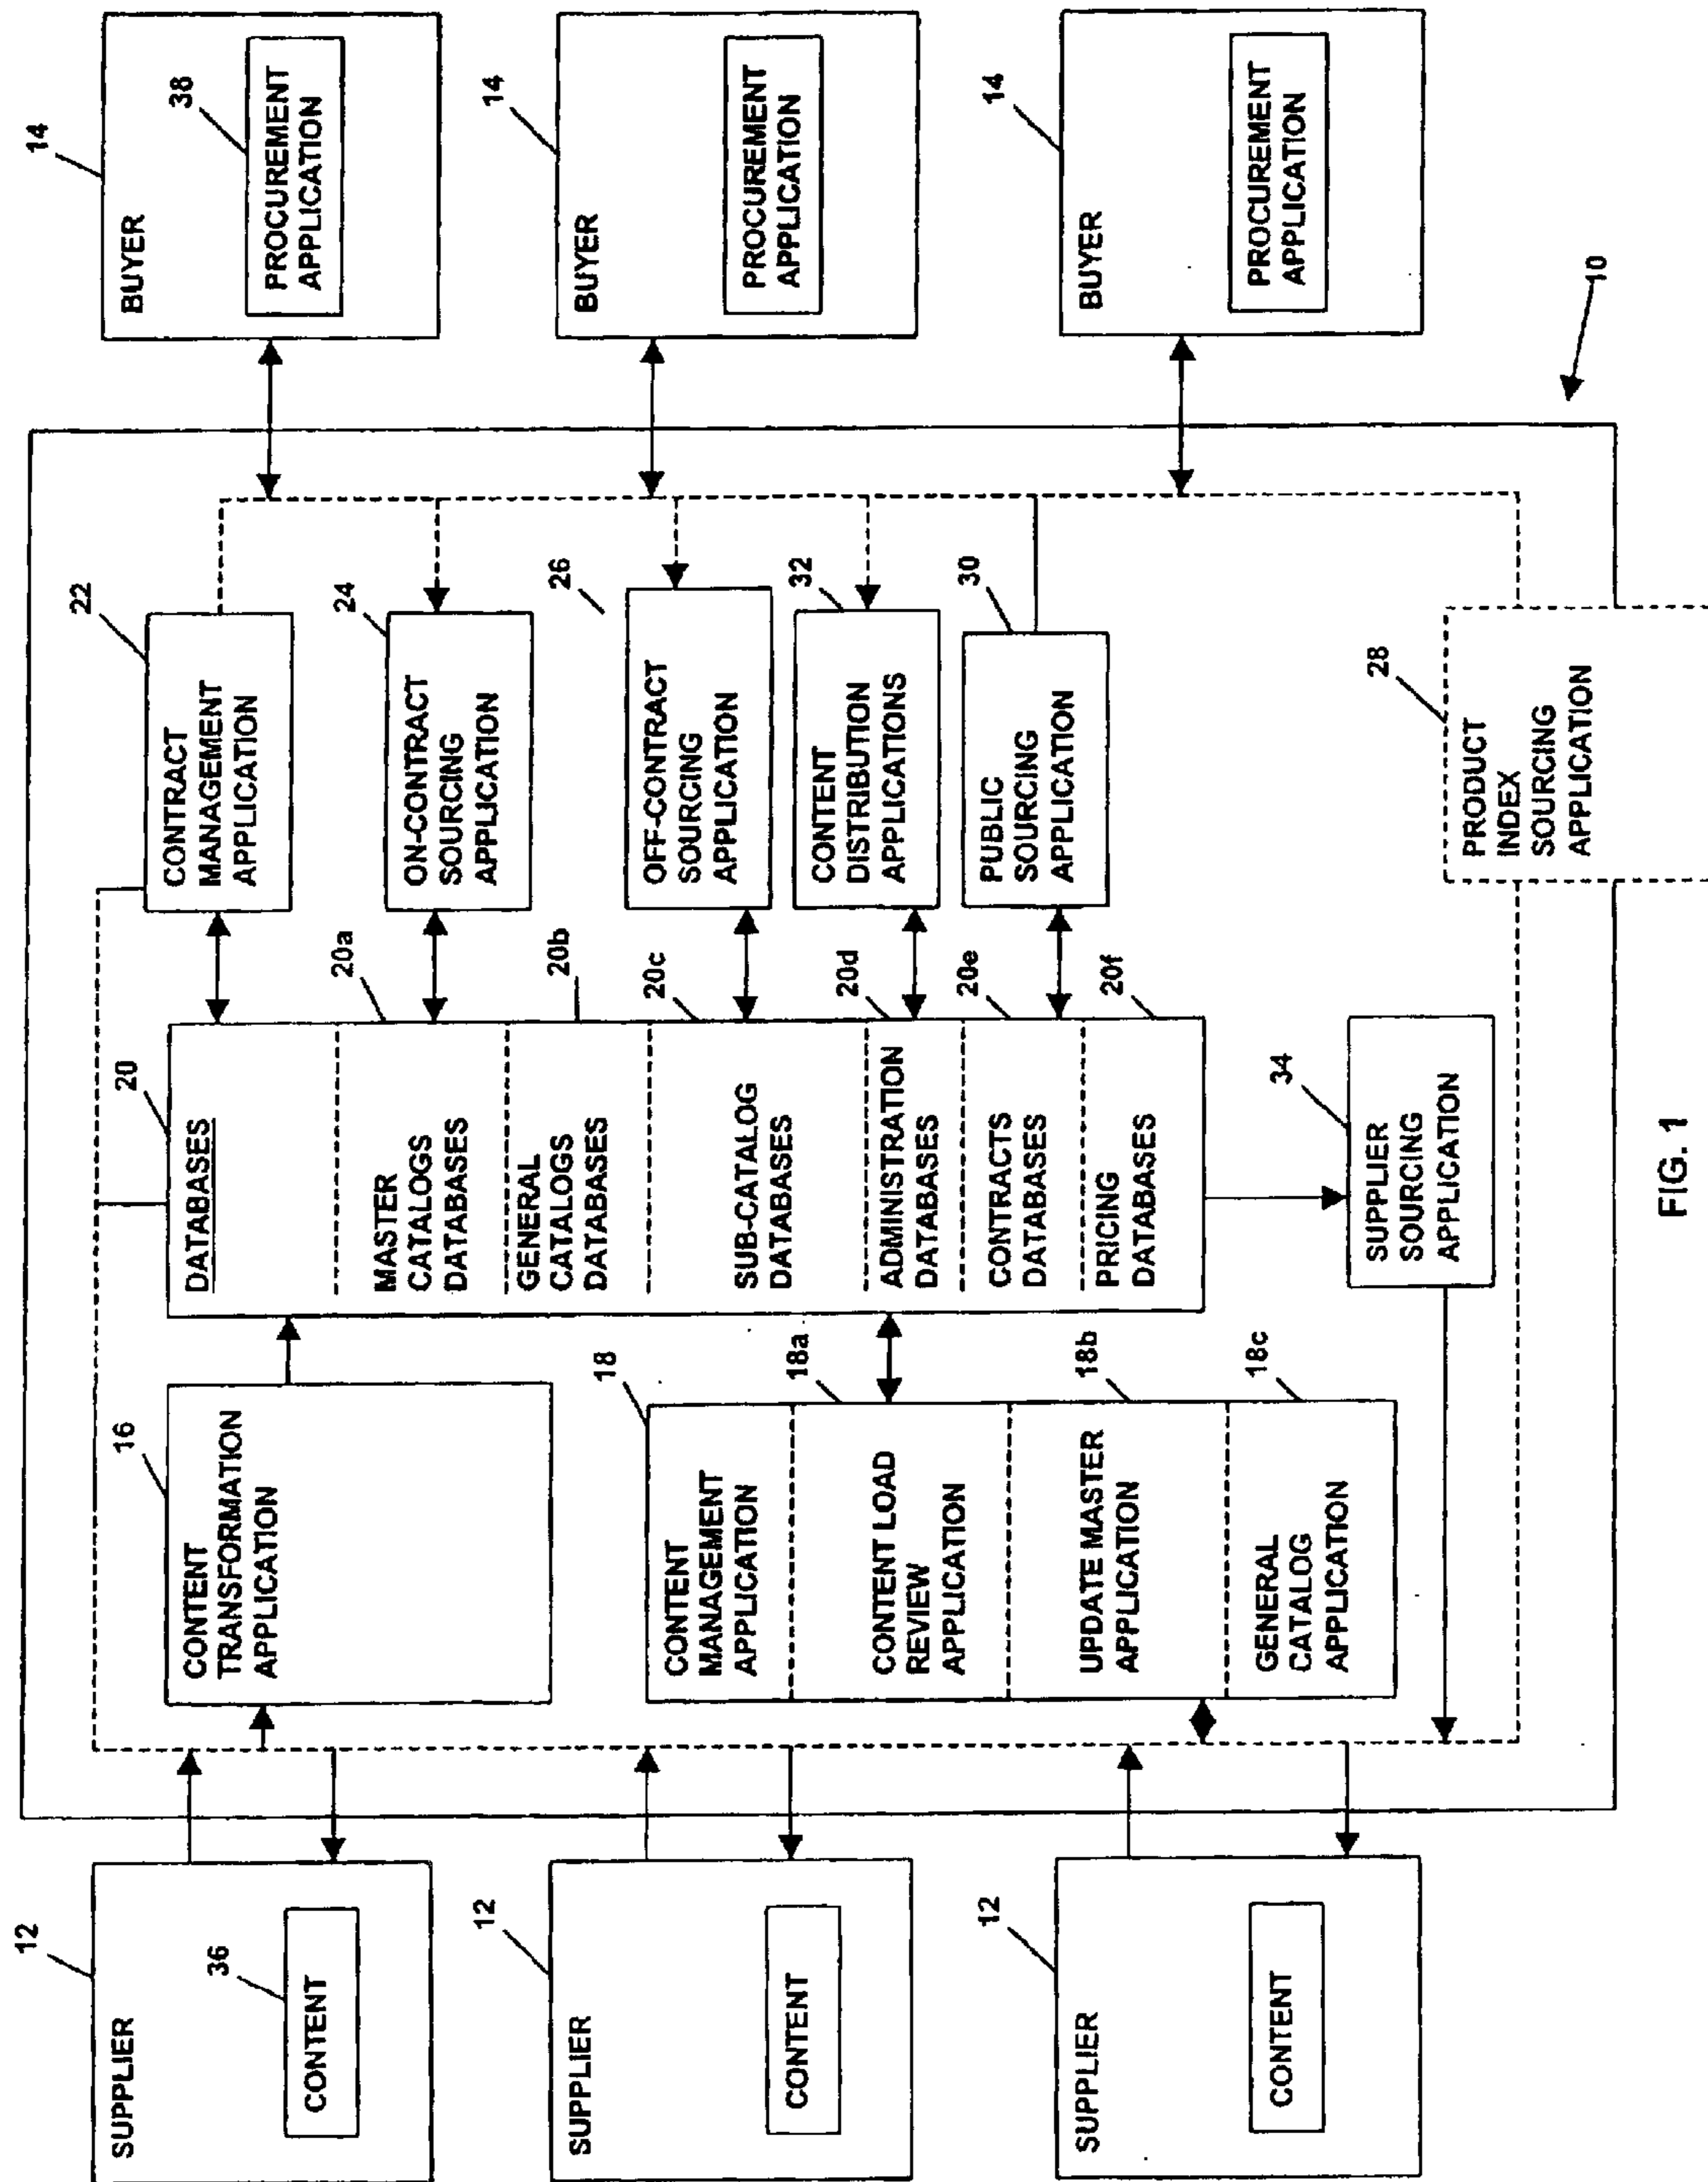 12
SUPPLIER
36
CONTENT
12
SUPPLIER
CONTENT
12
SUPPLIER
CONTENT
16
CONTENT
TRANSFORMATION
APPLICATION
18
CONTENT
MANAGEMENT
APPLICATION
18a
CONTENT LOAD
REVIEW
APPLICATION
18b
UPDATE MASTER
APPLICATION
18c
GENERAL
CATALOG
APPLICATION
20
DATABASES
20a
MASTER
CATALOGS
DATABASES
20b
GENERAL
CATALOGS
DATABASES
20c
SUB-CATALOG
DATABASES
20d
ADMINISTRATION
DATABASES
20e
CONTRACTS
DATABASES
20f
PRICING
DATABASES
34
SUPPLIER
SOURCING
APPLICATION
22
CONTRACT
MANAGEMENT
APPLICATION
24
ON-CONTRACT
SOURCING
APPLICATION
26
OFF-CONTRACT
SOURCING
APPLICATION
32
CONTENT
DISTRIBUTION
APPLICATIONS
30
PUBLIC
SOURCING
APPLICATION
28
PRODUCT
INDEX
SOURCING
APPLICATION
14
BUYER
38
PROCUREMENT
APPLICATION
14
BUYER
PROCUREMENT
APPLICATION
14
BUYER
PROCUREMENT
APPLICATION
10
FIG. 1